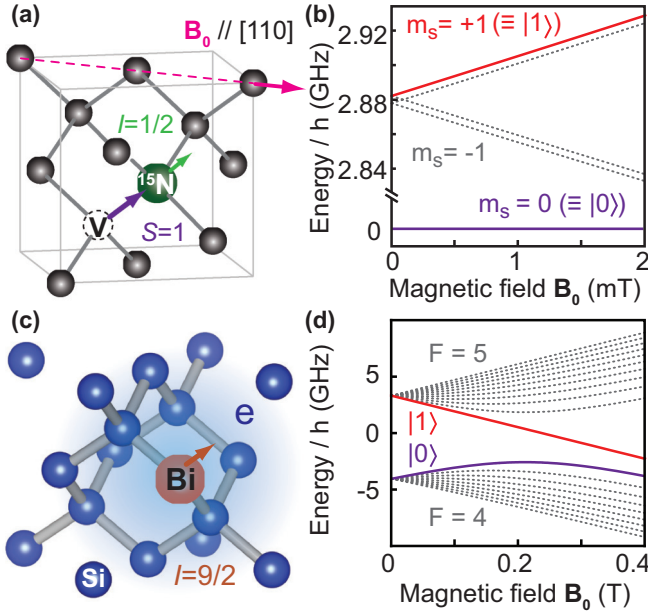 (a)
B₀ // [110]
I=1/2
¹⁵N
V
S=1
(b)
Energy / h (GHz)
2.92
2.88
2.84
0
mₛ = +1 (≡ |1⟩)
mₛ = -1
mₛ = 0 (≡ |0⟩)
0
1
2
Magnetic field B₀ (mT)
(c)
e
Bi
Si
I=9/2
(d)
Energy / h (GHz)
5
0
-5
F = 5
|1⟩
|0⟩
F = 4
0
0.2
0.4
Magnetic field B₀ (T)